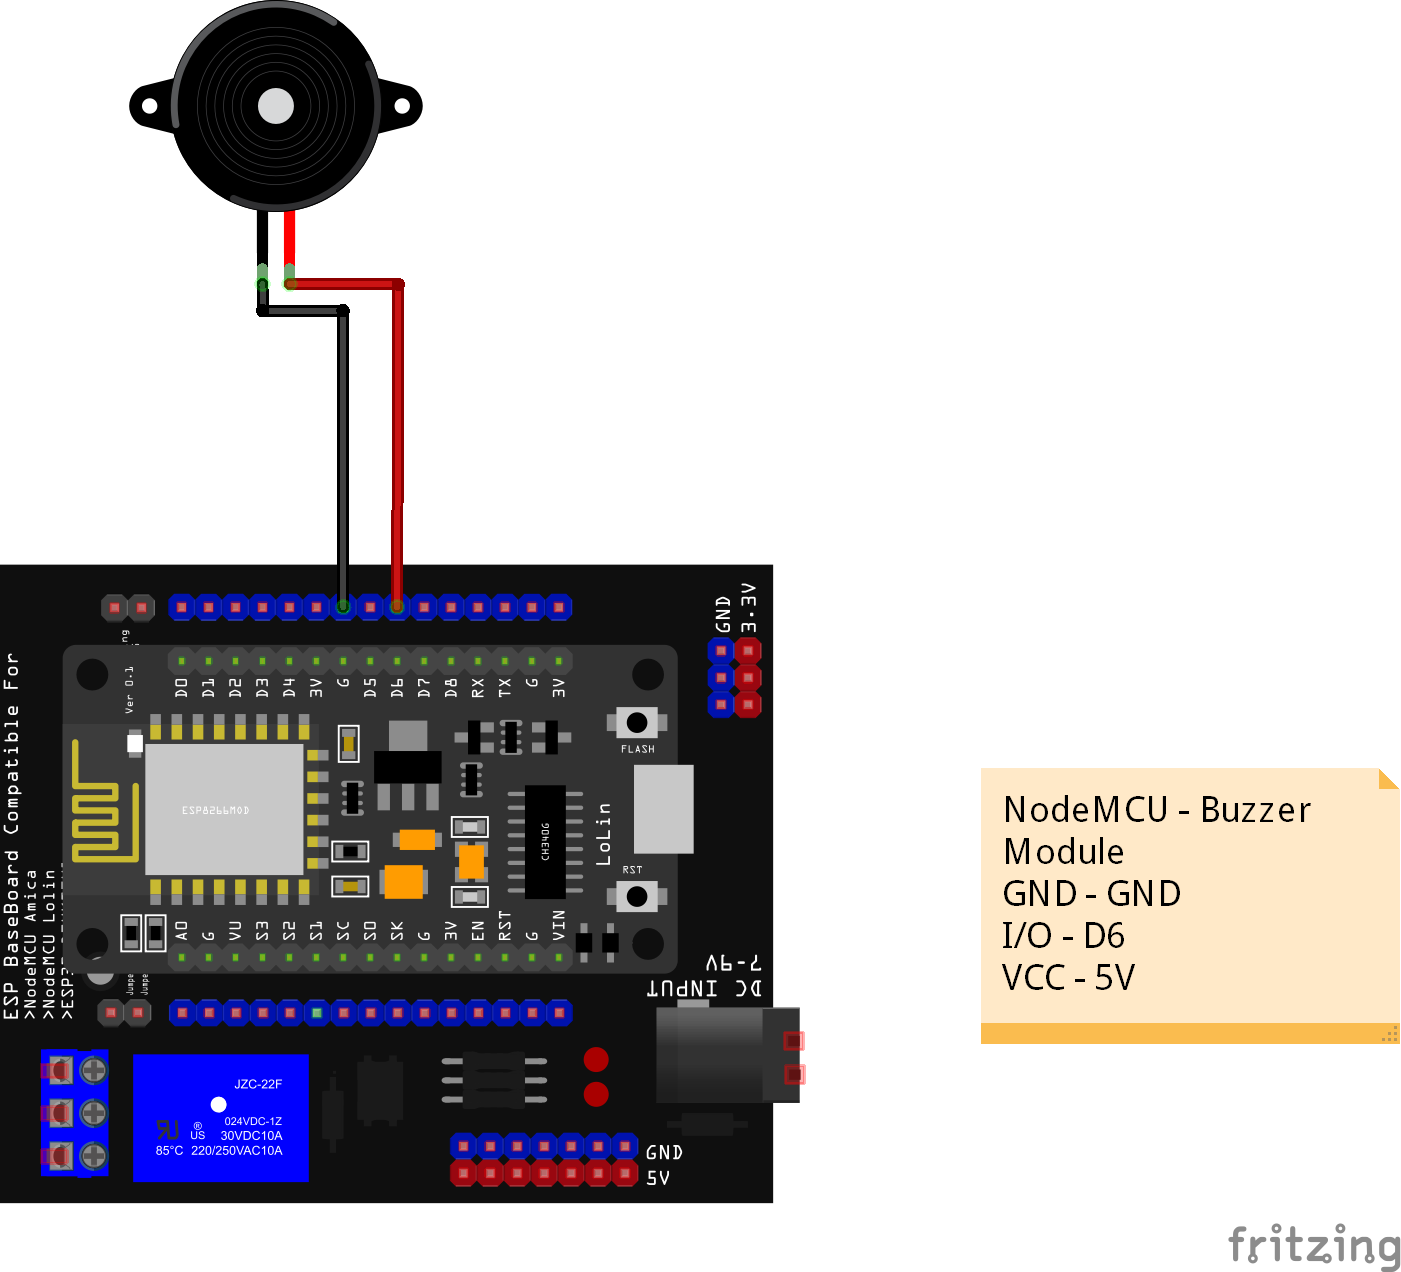 GND
3.3V
D0 D1 D2 D3 D4 3V G D5 D6 D7 D8 RX TX G 3V
Ver 0.1
ESP BaseBoard Compatible For
>NodeMCU Amica
>NodeMCU Lolin
FLASH
ESP8266MOD
CH340G
LoLin
RST
A0 G VU S3 S2 S1 SC S0 SK G 3V EN RST G VIN
Jumpe
Jumpe
DC INPUT
7-9V
JZC-22F
®
US
024VDC-1Z
30VDC10A
85°C 220/250VAC10A
GND
5V
NodeMCU - Buzzer
Module
GND - GND
I/O - D6
VCC - 5V
fritzing